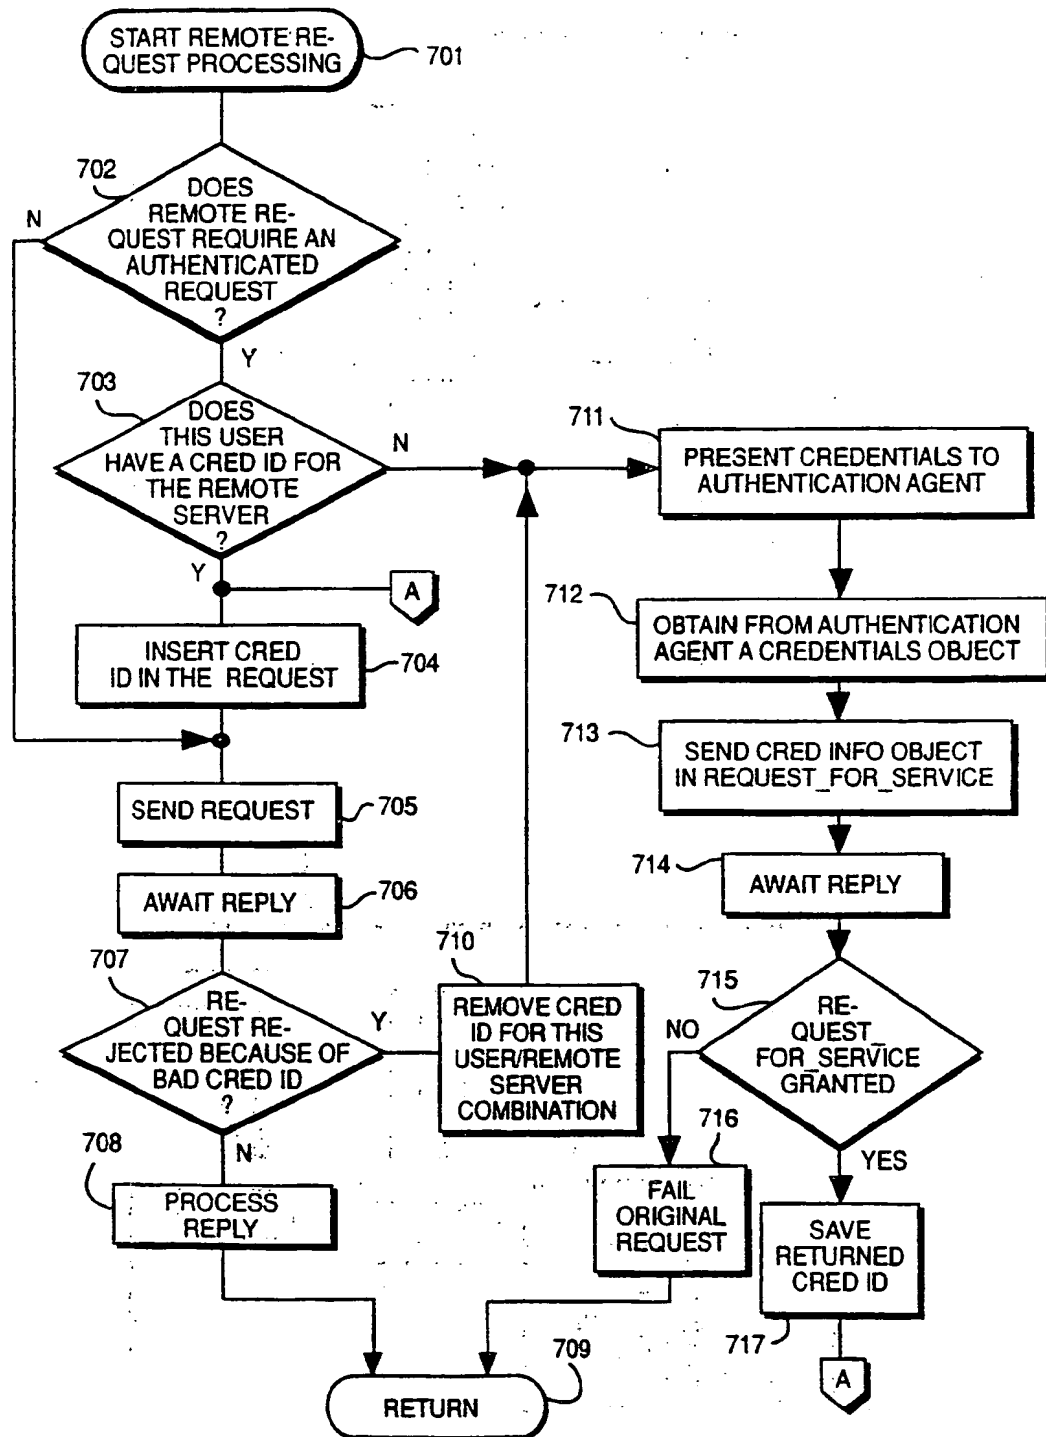 START REMOTE RE-
QUEST PROCESSING
701
702
DOES
REMOTE RE-
QUEST REQUIRE AN
AUTHENTICATED
REQUEST
?
N
Y
703
DOES
THIS USER
HAVE A CRED ID FOR
THE REMOTE
SERVER
?
N
Y
A
INSERT CRED
ID IN THE REQUEST
704
SEND REQUEST
705
AWAIT REPLY
706
707
RE-
QUEST RE-
JECTED BECAUSE OF
BAD CRED ID
?
Y
N
708
PROCESS
REPLY
710
REMOVE CRED
ID FOR THIS
USER/REMOTE
SERVER
COMBINATION
711
PRESENT CREDENTIALS TO
AUTHENTICATION AGENT
712
OBTAIN FROM AUTHENTICATION
AGENT A CREDENTIALS OBJECT
713
SEND CRED INFO OBJECT
IN REQUEST_FOR_SERVICE
714
AWAIT REPLY
715
RE-
QUEST_
FOR_SERVICE
GRANTED
NO
YES
716
FAIL
ORIGINAL
REQUEST
SAVE
RETURNED
CRED ID
717
A
709
RETURN